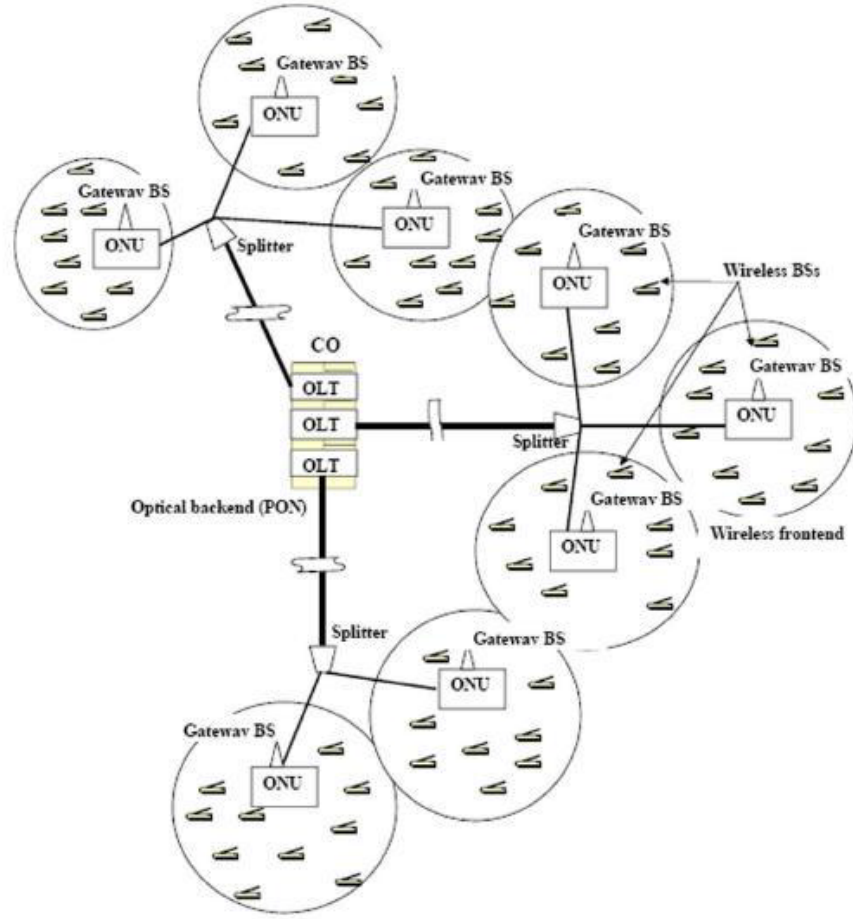 Gatewav BS
ONU
Gatewav BS
ONU
Gatewav BS
ONU
Splitter
Gatewav BS
ONU
Wireless BSs
CO
OLT
OLT
OLT
Gatewav BS
ONU
Splitter
Optical backend (PON)
Gatewav BS
ONU
Wireless frontend
Splitter
Gatewav BS
ONU
Gatewav BS
ONU